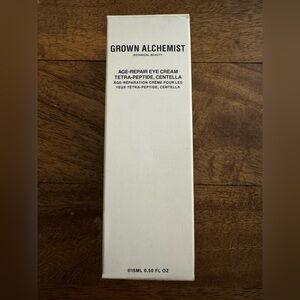 GROWN ALCHEMIST
BOTANICAL BEAUTY
AGE-REPAIR EYE CREAM
TETRA-PEPTIDE, CENTELLA
ÂGE-RÉPARATION CRÈME POUR LES
YEUX TÉTRA-PEPTIDE, CENTELLA
℮15ML 0.50 FL OZ